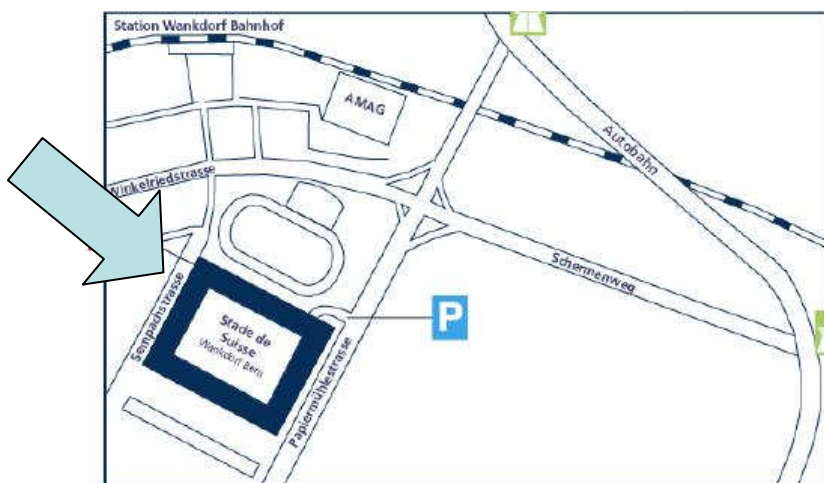 Station Wankdorf Bahnhof
AMAG
Autobahn
Winkelriedstrasse
Schermenweg
Sempachstrasse
P
Stade de
Suisse
Wankdorf Bern
Papiermühlestrasse